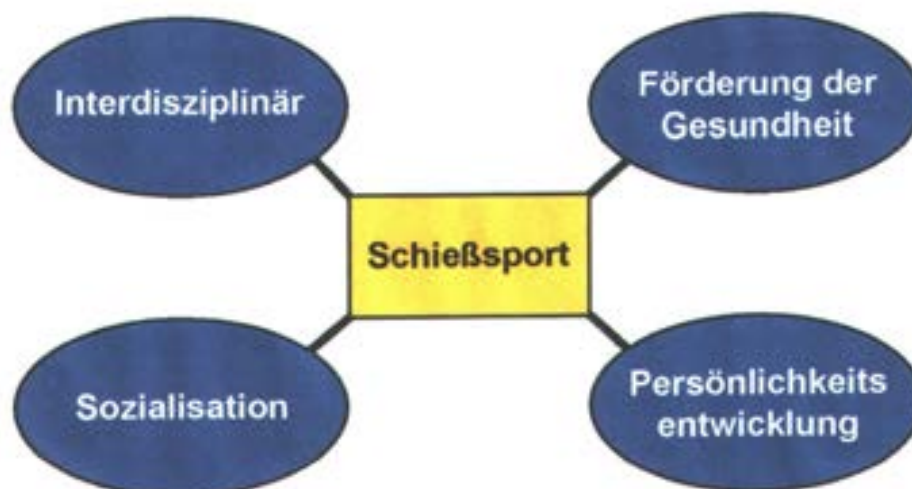 Interdisziplinär
Förderung der
Gesundheit
Schießsport
Sozialisation
Persönlichkeits
entwicklung